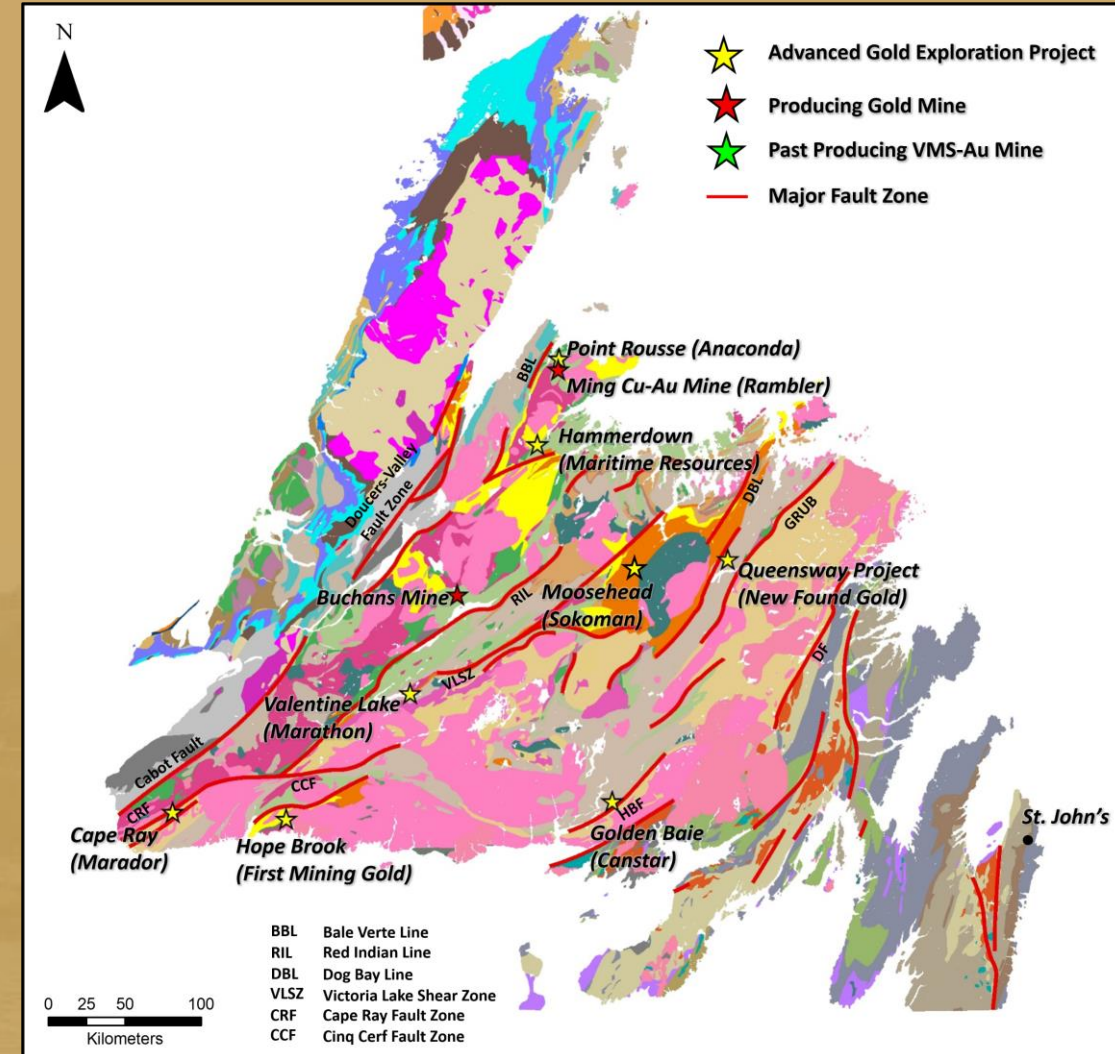 N
Advanced Gold Exploration Project
Producing Gold Mine
Past Producing VMS-Au Mine
Major Fault Zone
BBL
Point Rousse (Anaconda)
Ming Cu-Au Mine (Rambler)
Hammerdown
(Maritime Resources)
Doucers-Valley
Fault Zone
DBL
GRUB
Queensway Project
(New Found Gold)
Moosehead
(Sokoman)
Buchans Mine
RIL
VLSZ
Valentine Lake
(Marathon)
DF
Cabot Fault
CRF
CCF
Cape Ray
(Marador)
Hope Brook
(First Mining Gold)
HBF
Golden Baie
(Canstar)
St. John's
BBL Bale Verte Line
RIL Red Indian Line
DBL Dog Bay Line
VLSZ Victoria Lake Shear Zone
CRF Cape Ray Fault Zone
CCF Cinq Cerf Fault Zone
0 25 50 100
Kilometers